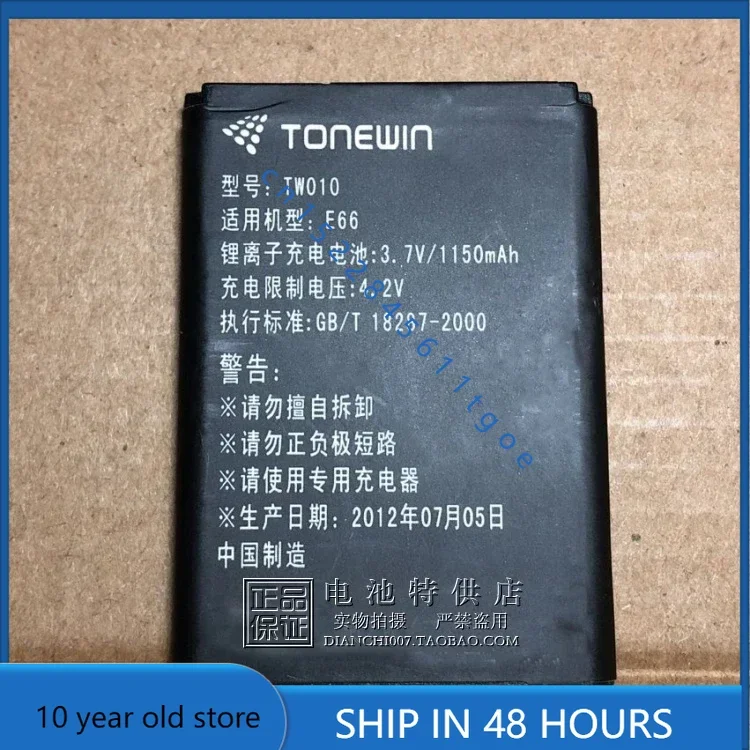 TONEWIN
型号: TW010
适用机型: E66
锂离子充电电池:3.7V/1150mAh
充电限制电压:4.2V
执行标准:GB/T 18287-2000
警告:
※请勿擅自拆卸
※请勿正负极短路
※请使用专用充电器
※生产日期: 2012年07月05日
中国制造
正品保证
电池特供店
实物拍摄 严禁盗用
DIANCHI007.TAOBAO.COM
10 year old store
SHIP IN 48 HOURS